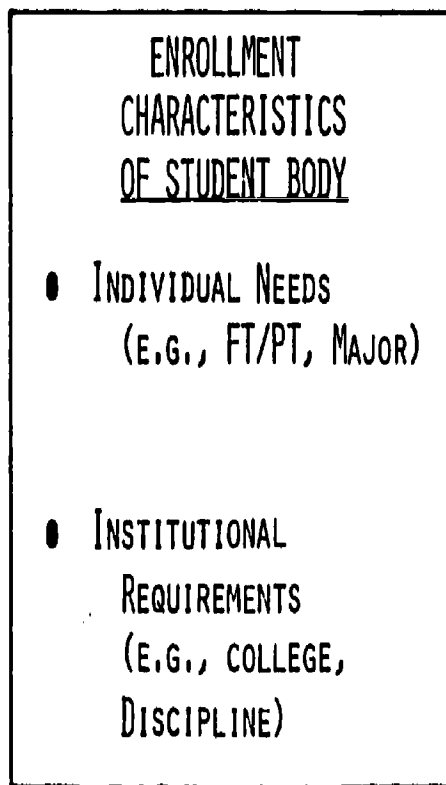 ENROLLMENT
CHARACTERISTICS
OF STUDENT BODY
• INDIVIDUAL NEEDS
(E.G., FT/PT, MAJOR)
• INSTITUTIONAL
REQUIREMENTS
(E.G., COLLEGE,
DISCIPLINE)